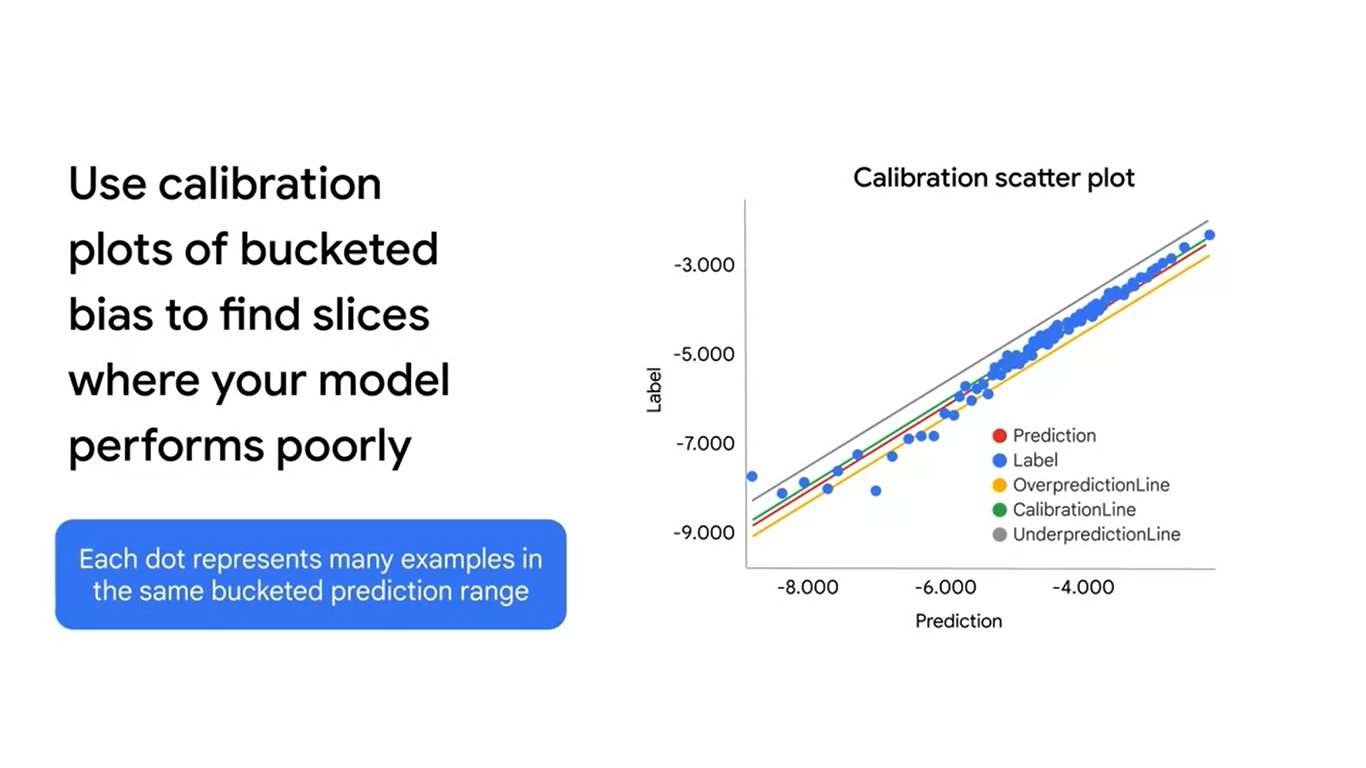 Use calibration
plots of bucketed
bias to find slices
where your model
performs poorly
Each dot represents many examples in
the same bucketed prediction range
Calibration scatter plot
-3.000
-5.000
-7.000
-9.000
Label
Prediction
Label
OverpredictionLine
CalibrationLine
UnderpredictionLine
-8.000 -6.000 -4.000
Prediction